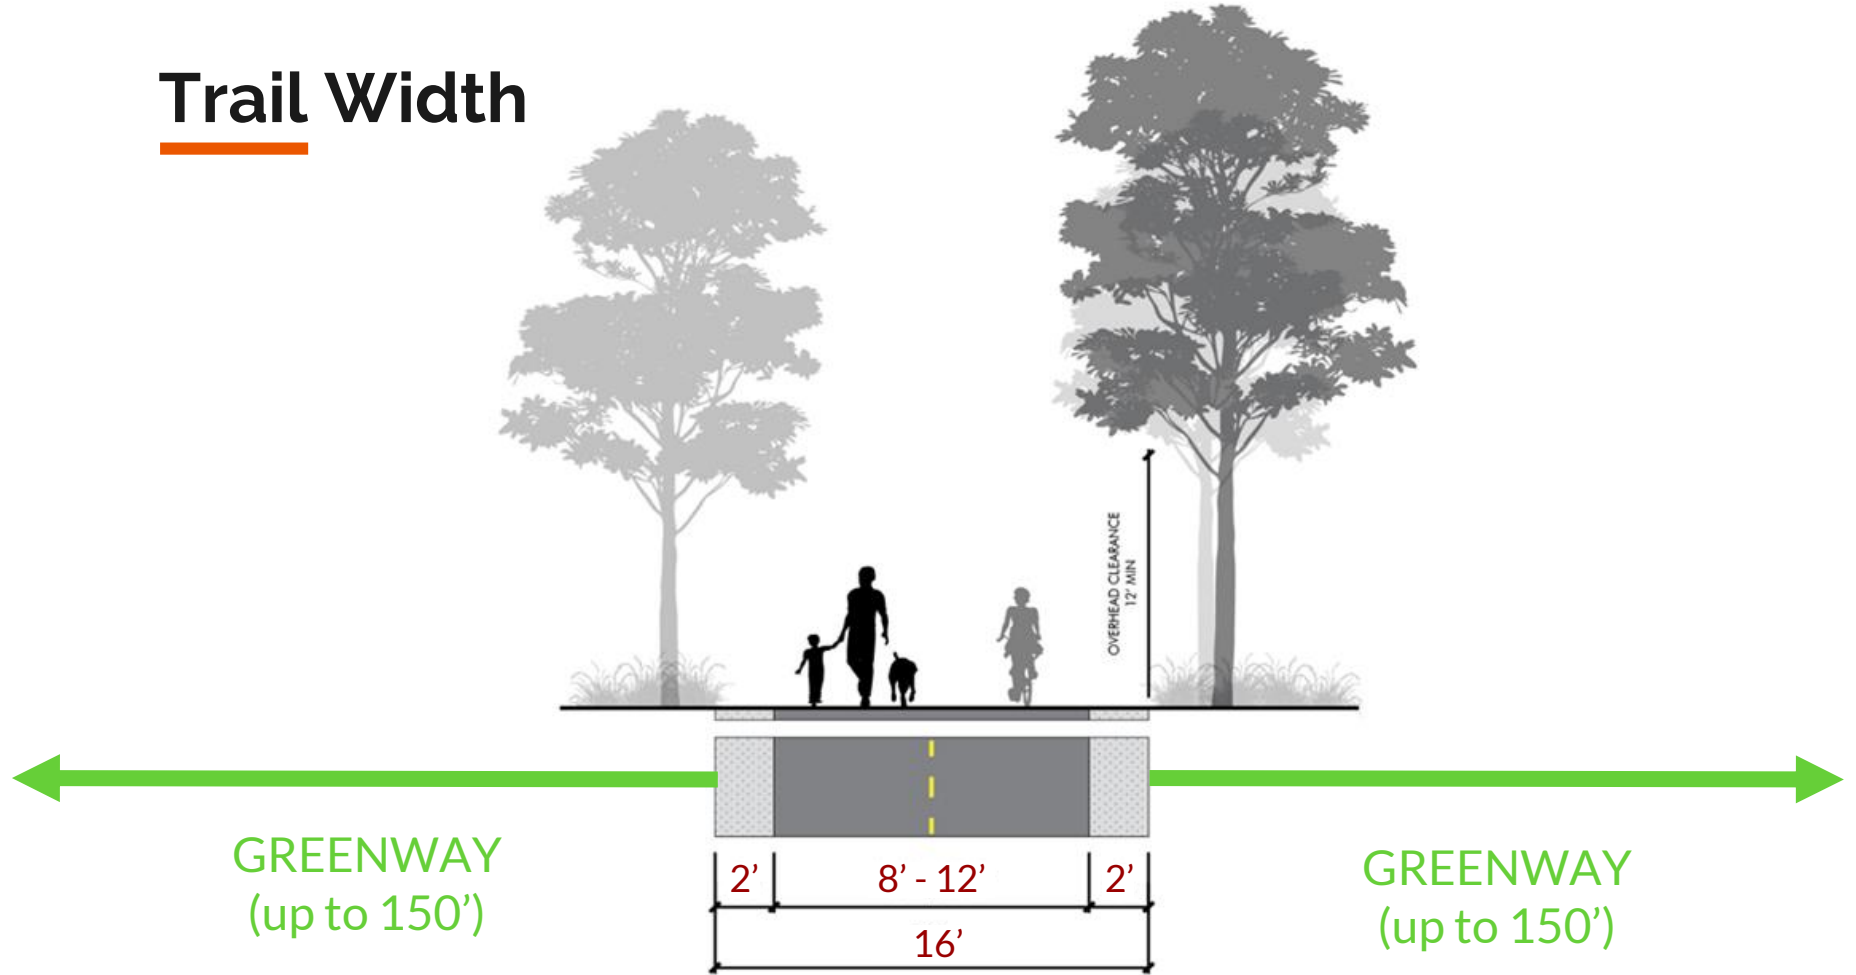 Trail Width
OVERHEAD CLEARANCE
12' MIN
GREENWAY
(up to 150’)
2’
8’ - 12’
2’
16’
GREENWAY
(up to 150’)